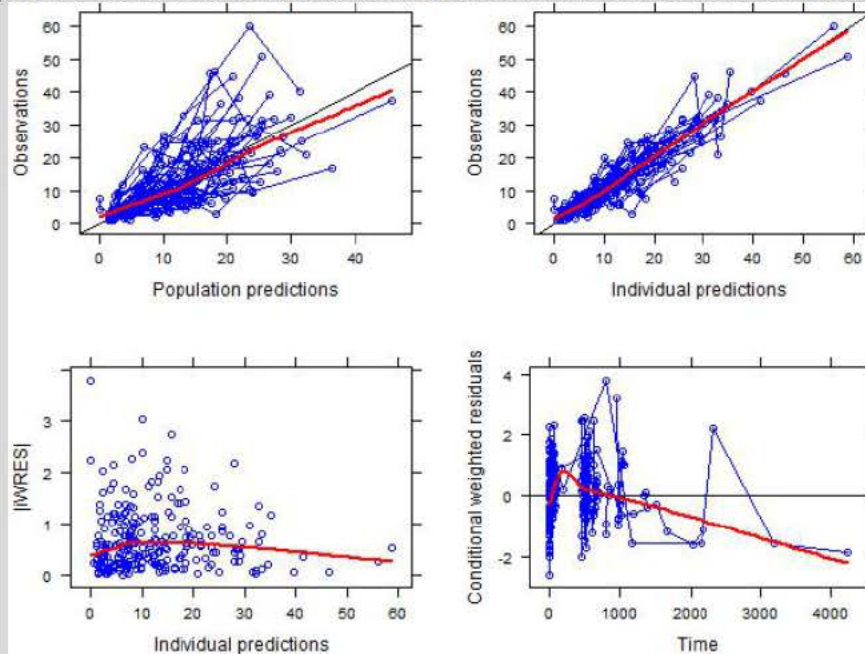 Observations
60
50
40
30
20
10
0
0 10 20 30 40
Population predictions
Observations
60
50
40
30
20
10
0
0 10 20 30 40 50 60
Individual predictions
|iWRES|
3
2
1
0
0 10 20 30 40 50 60
Individual predictions
Conditional weighted residuals
4
2
0
-2
0 1000 2000 3000 4000
Time